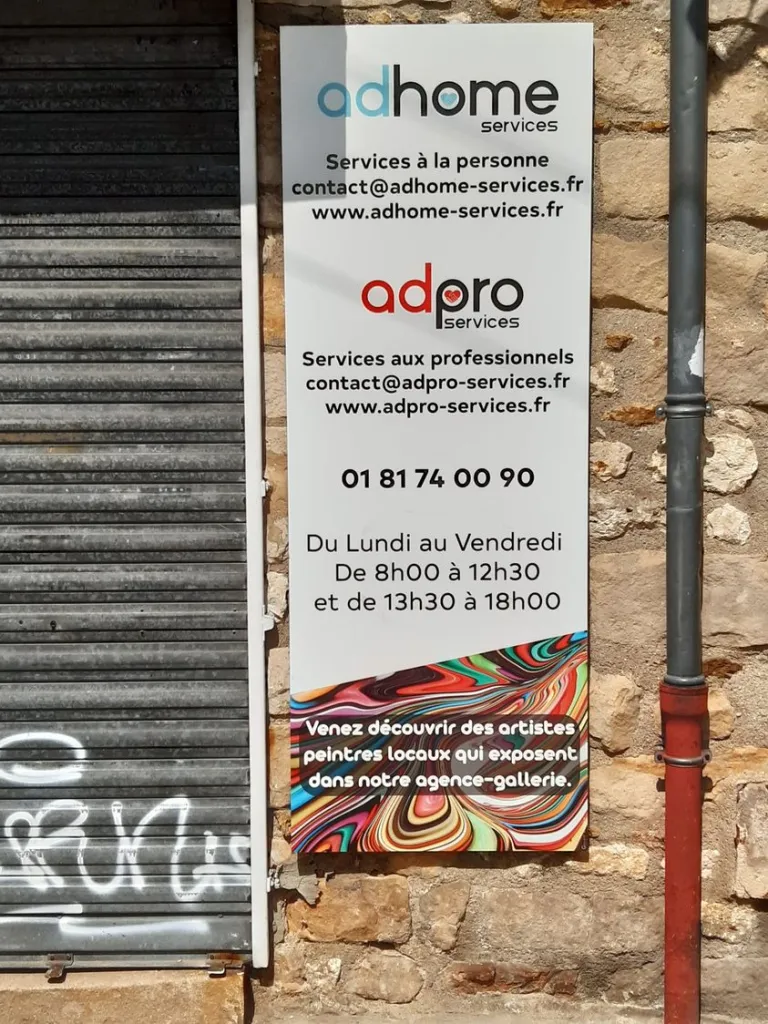 adhome
services
Services à la personne
contact@adhome-services.fr
www.adhome-services.fr
adpro
services
Services aux professionnels
contact@adpro-services.fr
www.adpro-services.fr
01 81 74 00 90
Du Lundi au Vendredi
De 8h00 à 12h30
et de 13h30 à 18h00
Venez découvrir des artistes
peintres locaux qui exposent
dans notre agence-gallerie.